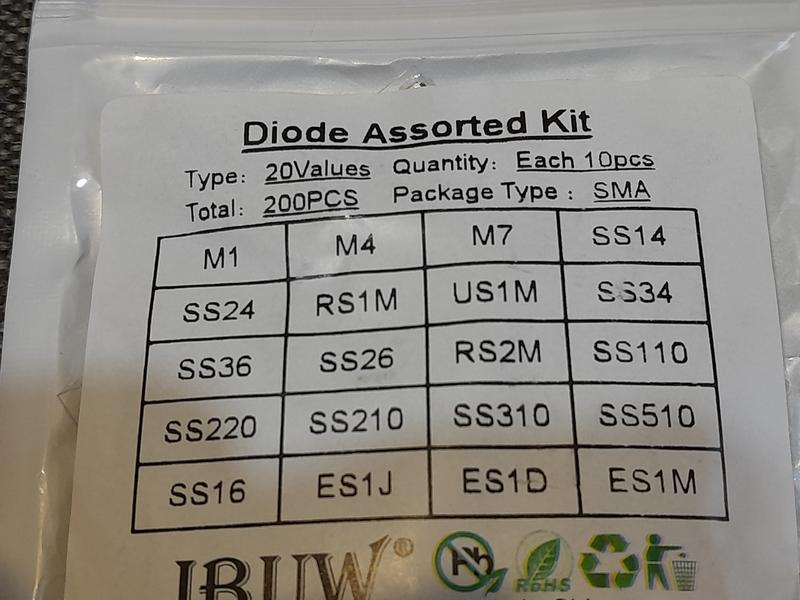 Diode Assorted Kit
Type: 20Values Quantity: Each 10pcs
Total: 200PCS Package Type : SMA
M1 M4 M7 SS14
SS24 RS1M US1M SS34
SS36 SS26 RS2M SS110
SS220 SS210 SS310 SS510
SS16 ES1J ES1D ES1M
Pb RoHS